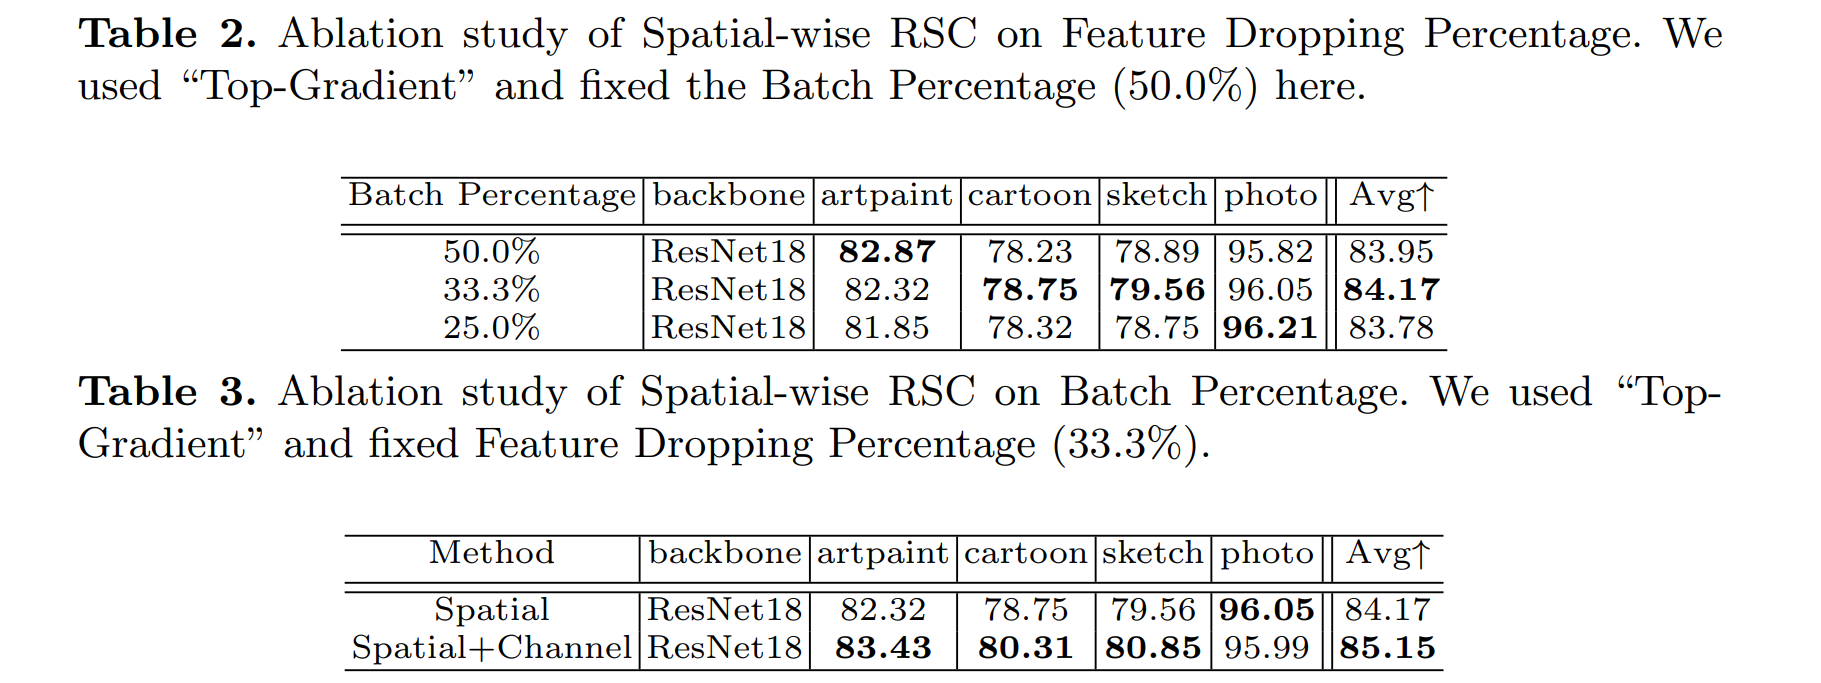 Table 2. Ablation study of Spatial-wise RSC on Feature Dropping Percentage. We
used “Top-Gradient” and fixed the Batch Percentage (50.0%) here.
Batch Percentage backbone artpaint cartoon sketch photo Avg↑
50.0% ResNet18 82.87 78.23 78.89 95.82 83.95
33.3% ResNet18 82.32 78.75 79.56 96.05 84.17
25.0% ResNet18 81.85 78.32 78.75 96.21 83.78
Table 3. Ablation study of Spatial-wise RSC on Batch Percentage. We used “Top-
Gradient” and fixed Feature Dropping Percentage (33.3%).
Method backbone artpaint cartoon sketch photo Avg↑
Spatial ResNet18 82.32 78.75 79.56 96.05 84.17
Spatial+Channel ResNet18 83.43 80.31 80.85 95.99 85.15